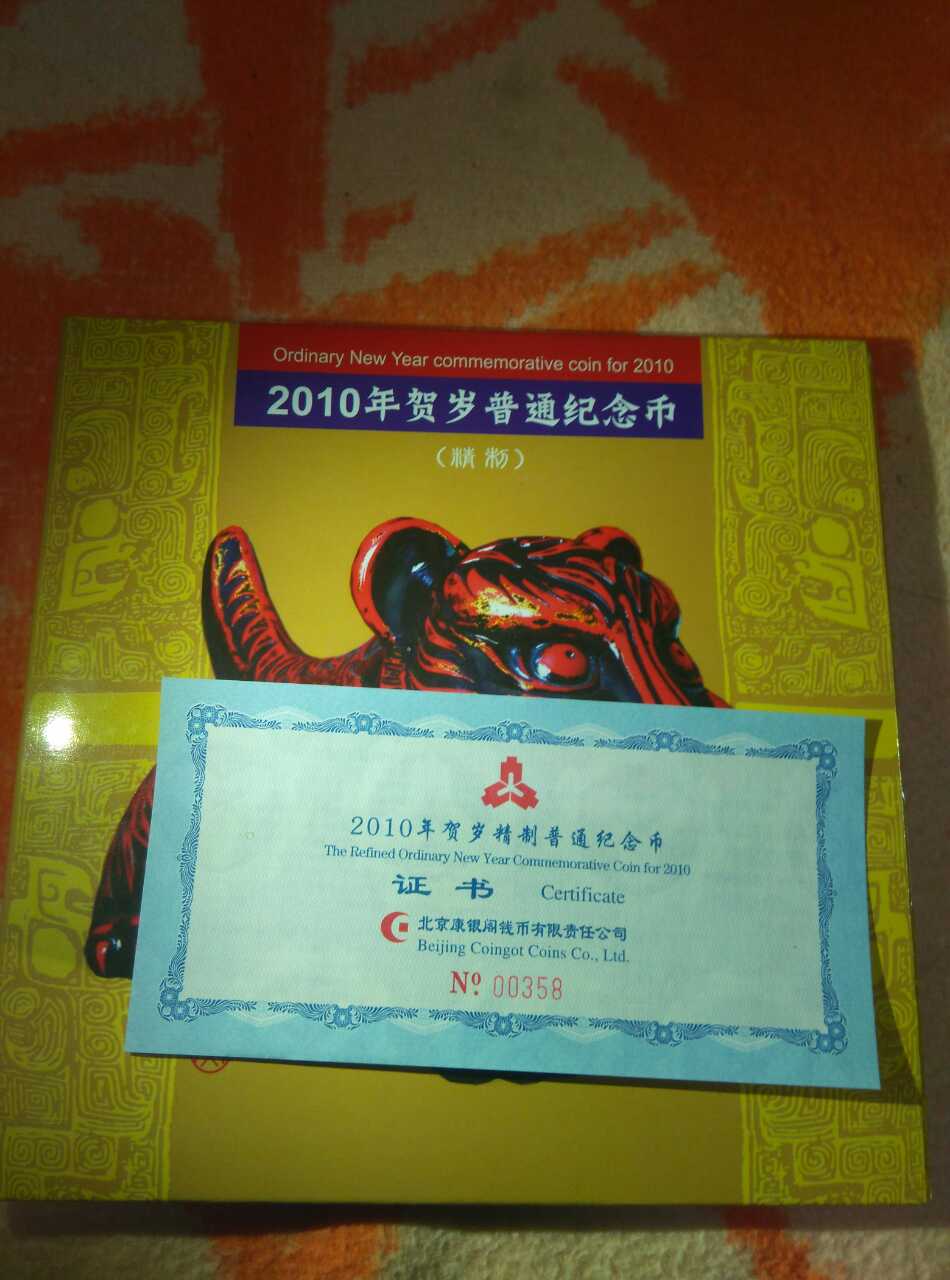 Ordinary New Year commemorative coin for 2010
2010年贺岁普通纪念币
(精制)
2010年贺岁精制普通纪念币
The Refined Ordinary New Year Commemorative Coin for 2010
证书 Certificate
北京康银阁钱币有限责任公司
Beijing Coingot Coins Co., Ltd.
Nº 00358